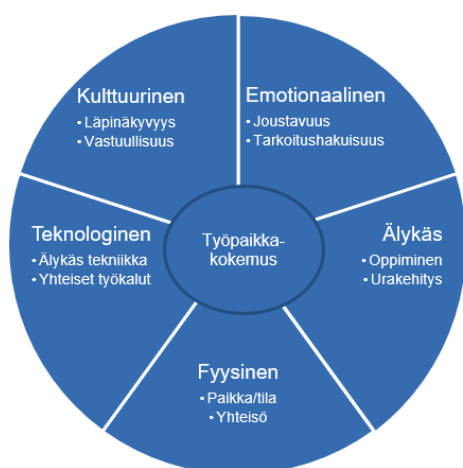 Kulttuurinen
• Läpinäkyvyys
• Vastuullisuus
Emotionaalinen
• Joustavuus
• Tarkoitushakuisuus
Teknologinen
• Älykäs tekniikka
• Yhteiset työkalut
Työpaikka-
kokemus
Älykäs
• Oppiminen
• Urakehitys
Fyysinen
• Paikka/tila
• Yhteisö